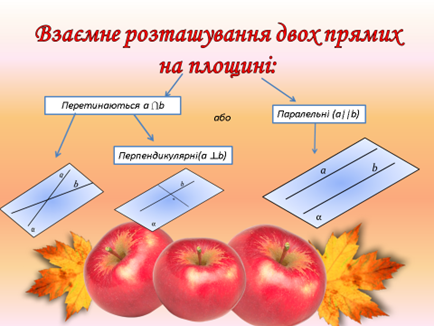 Взаємне розташування двох прямих
на площині:
Перетинаються a ⋂b
або
Паралельні (a||b)
Перпендикулярні(a ⊥b)
a
b
α
b
α
a
b
α